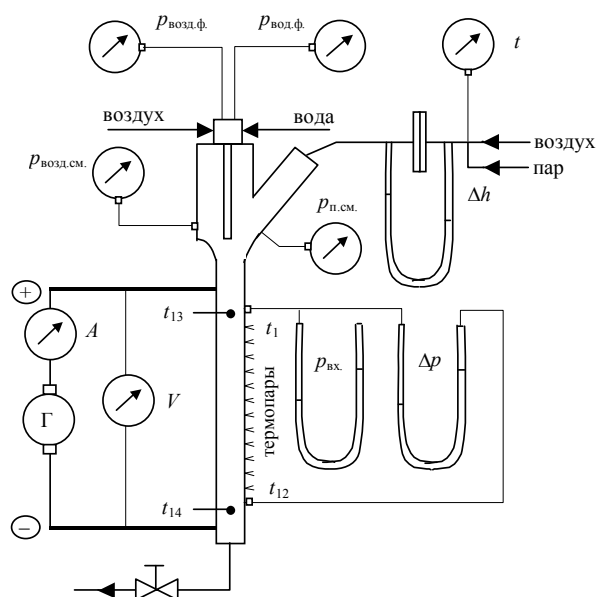 pвозд.ф.
pвод.ф.
t
воздух
вода
воздух
пар
pвозд.см.
Δh
pп.см.
+
A
t13
t1
pвх.
Δp
V
Г
термопары
t12
t14
−